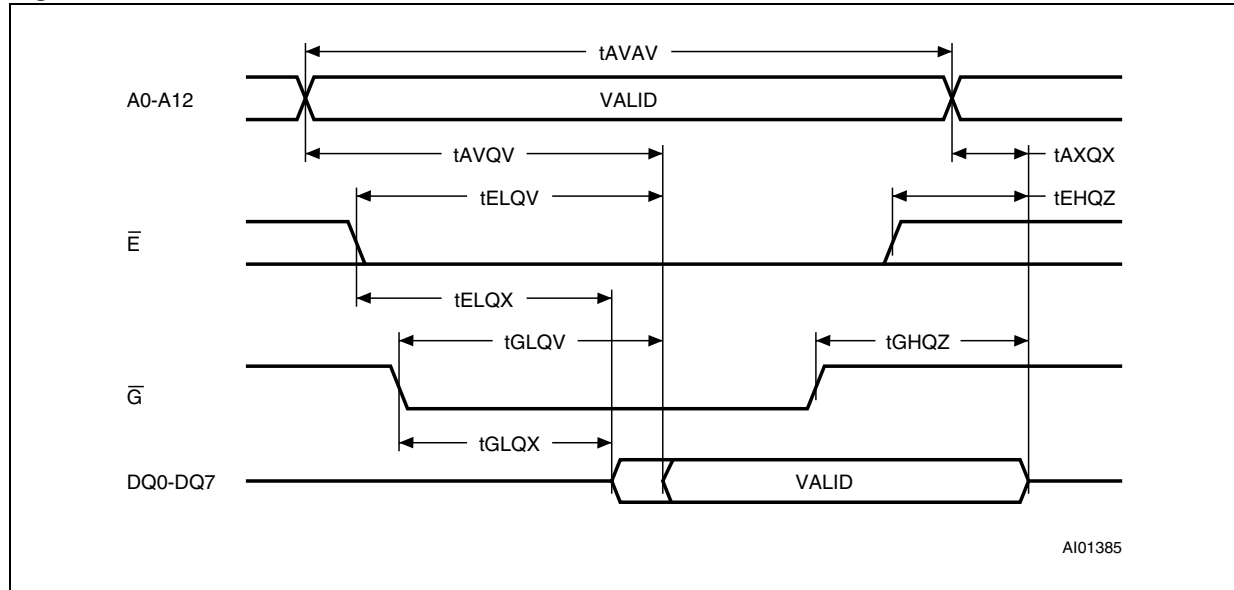 tAVAV
A0-A12
VALID
tAVQV
tAXQX
tELQV
tEHQZ
E̅
tELQX
tGLQV
tGHQZ
G̅
tGLQX
DQ0-DQ7
VALID
AI01385